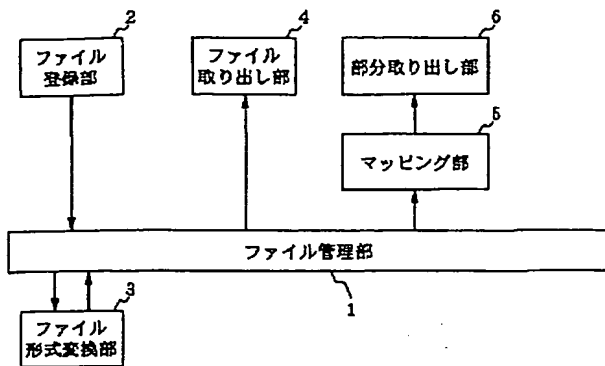 2
ファイル
登録部
4
ファイル
取り出し部
6
部分取り出し部
5
マッピング部
ファイル管理部
1
3
ファイル
形式変換部